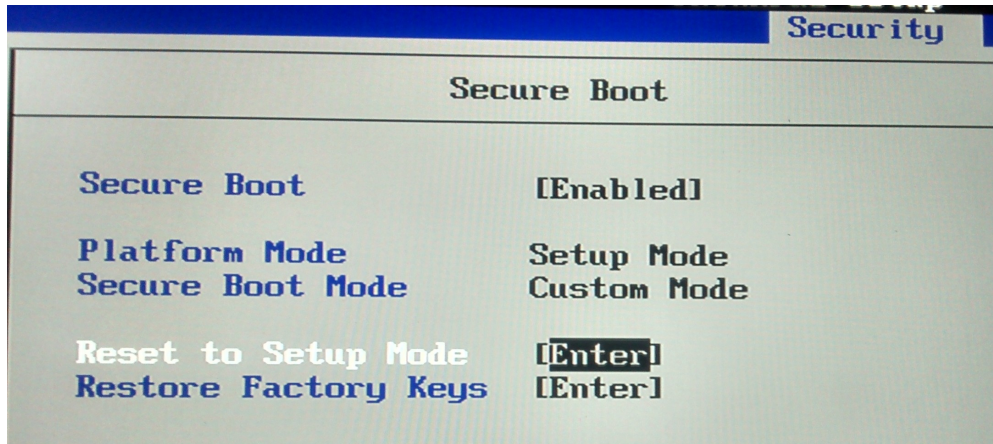 Security
Secure Boot
Secure Boot [Enabled]
Platform Mode Setup Mode
Secure Boot Mode Custom Mode
Reset to Setup Mode [Enter]
Restore Factory Keys [Enter]